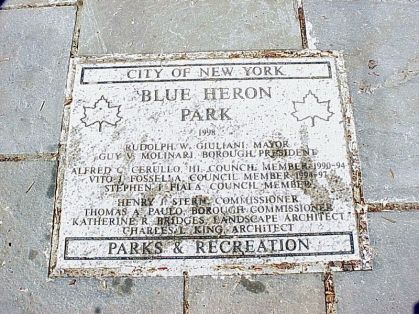 CITY OF NEW YORK
BLUE HERON
PARK
1998
RUDOLPH W. GIULIANI, MAYOR
GUY V. MOLINARI, BOROUGH PRESIDENT
ALFRED C. CERULLO, III, COUNCIL MEMBER 1990-94
VITO J. FOSSELLA, COUNCIL MEMBER 1994-97
STEPHEN J. FIALA, COUNCIL MEMBER
HENRY J. STERN, COMMISSIONER
THOMAS A. PAULO, BOROUGH COMMISSIONER
KATHERINE R. BRIDGES, LANDSCAPE ARCHITECT
CHARLES L. KING, ARCHITECT
PARKS & RECREATION